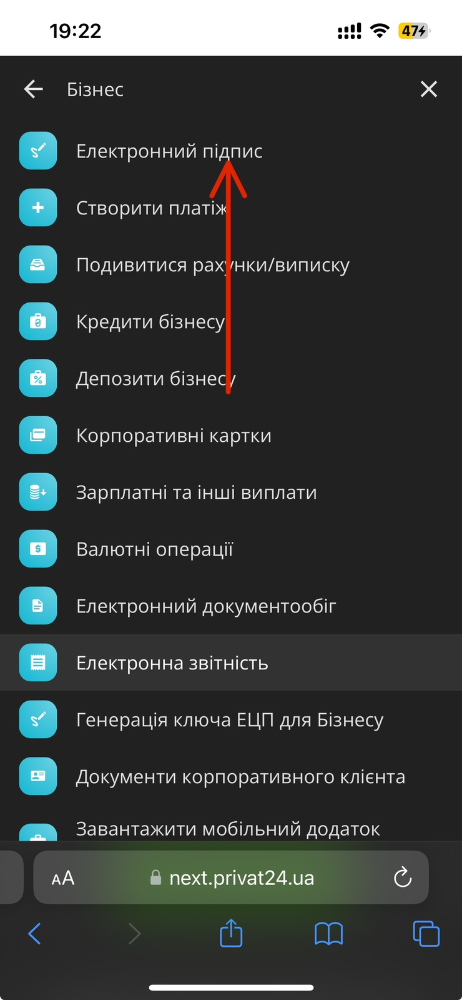 19:22
47
Бізнес
Електронний підпис
Створити платіж
Подивитися рахунки/виписку
Кредити бізнесу
Депозити бізнесу
Корпоративні картки
Зарплатні та інші виплати
Валютні операції
Електронний документообіг
Електронна звітність
Генерація ключа ЕЦП для Бізнесу
Документи корпоративного клієнта
Завантажити мобільний додаток
AA next.privat24.ua